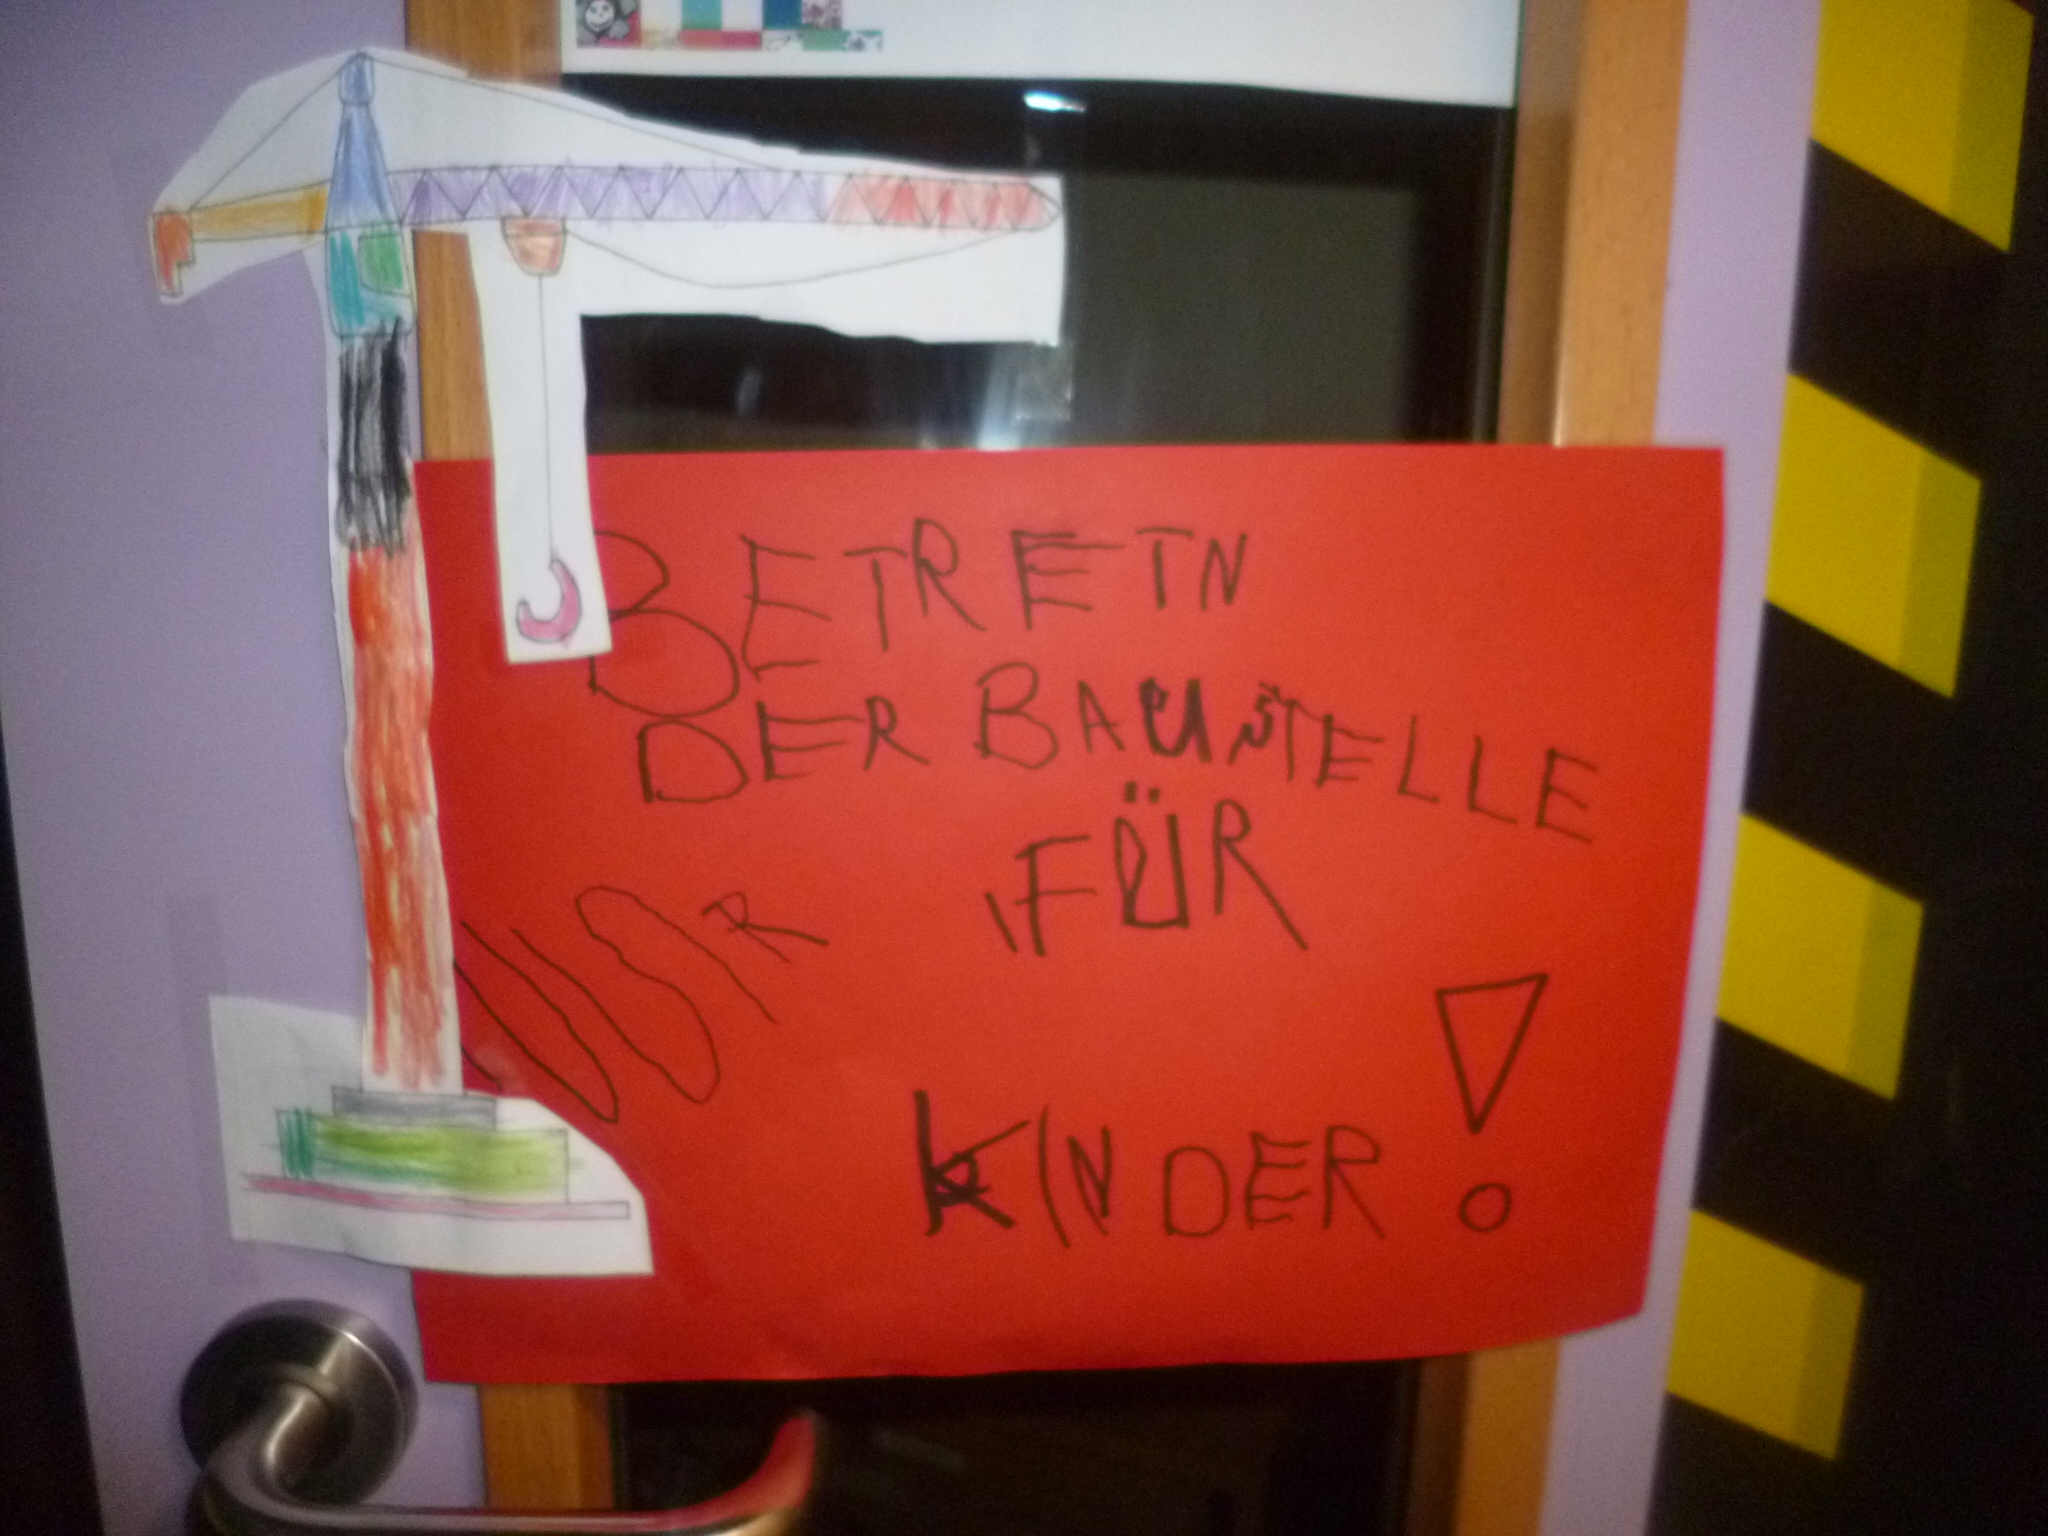 BETRETN
DER BAUSTELLE
NUR FÜR
KINDER!